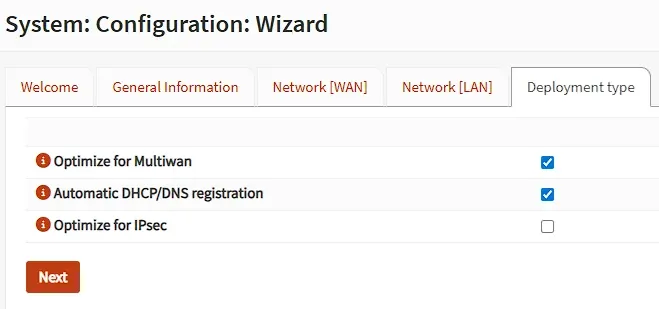 System: Configuration: Wizard
Welcome
General Information
Network [WAN]
Network [LAN]
Deployment type
Optimize for Multiwan
Automatic DHCP/DNS registration
Optimize for IPsec
Next